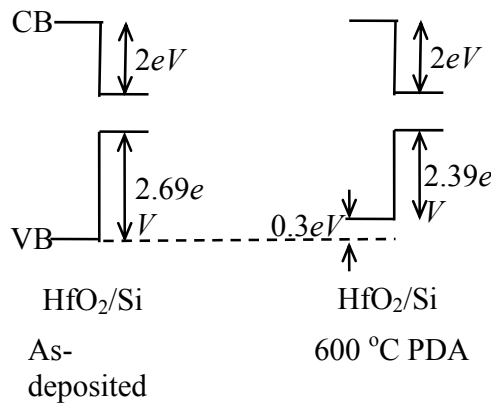 CB
2eV
2eV
2.69e
V
2.39e
V
0.3eV
VB
HfO₂/Si
HfO₂/Si
As-
deposited
600 °C PDA